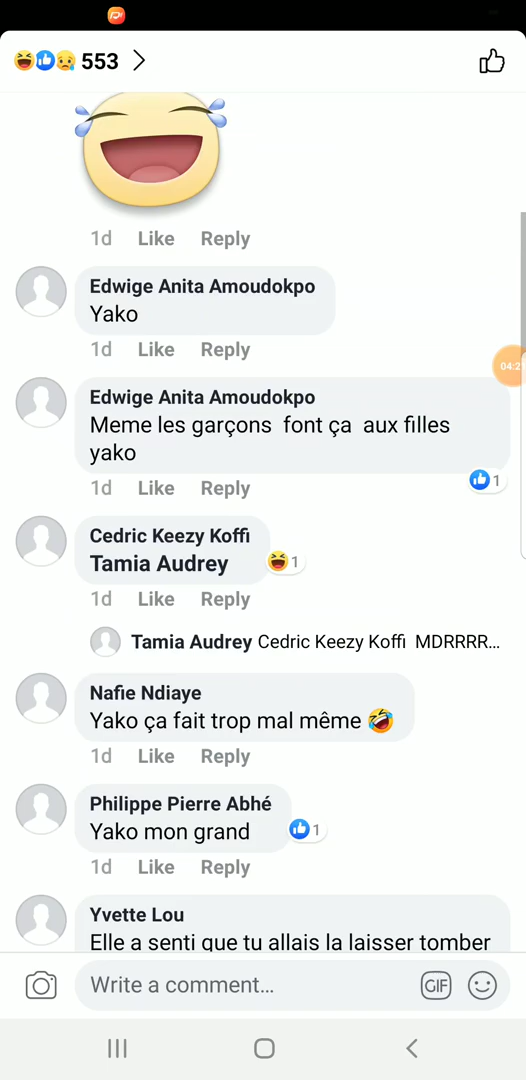 553
1d Like Reply
Edwige Anita Amoudokpo
Yako
1d Like Reply
04:2
Edwige Anita Amoudokpo
Meme les garçons font ça aux filles
yako
1
1d Like Reply
Cedric Keezy Koffi
Tamia Audrey
1
1d Like Reply
Tamia Audrey Cedric Keezy Koffi MDRRRR...
Nafie Ndiaye
Yako ça fait trop mal même 🤣
1d Like Reply
Philippe Pierre Abhé
Yako mon grand
1
1d Like Reply
Yvette Lou
Elle a senti que tu allais la laisser tomber
Write a comment...
GIF